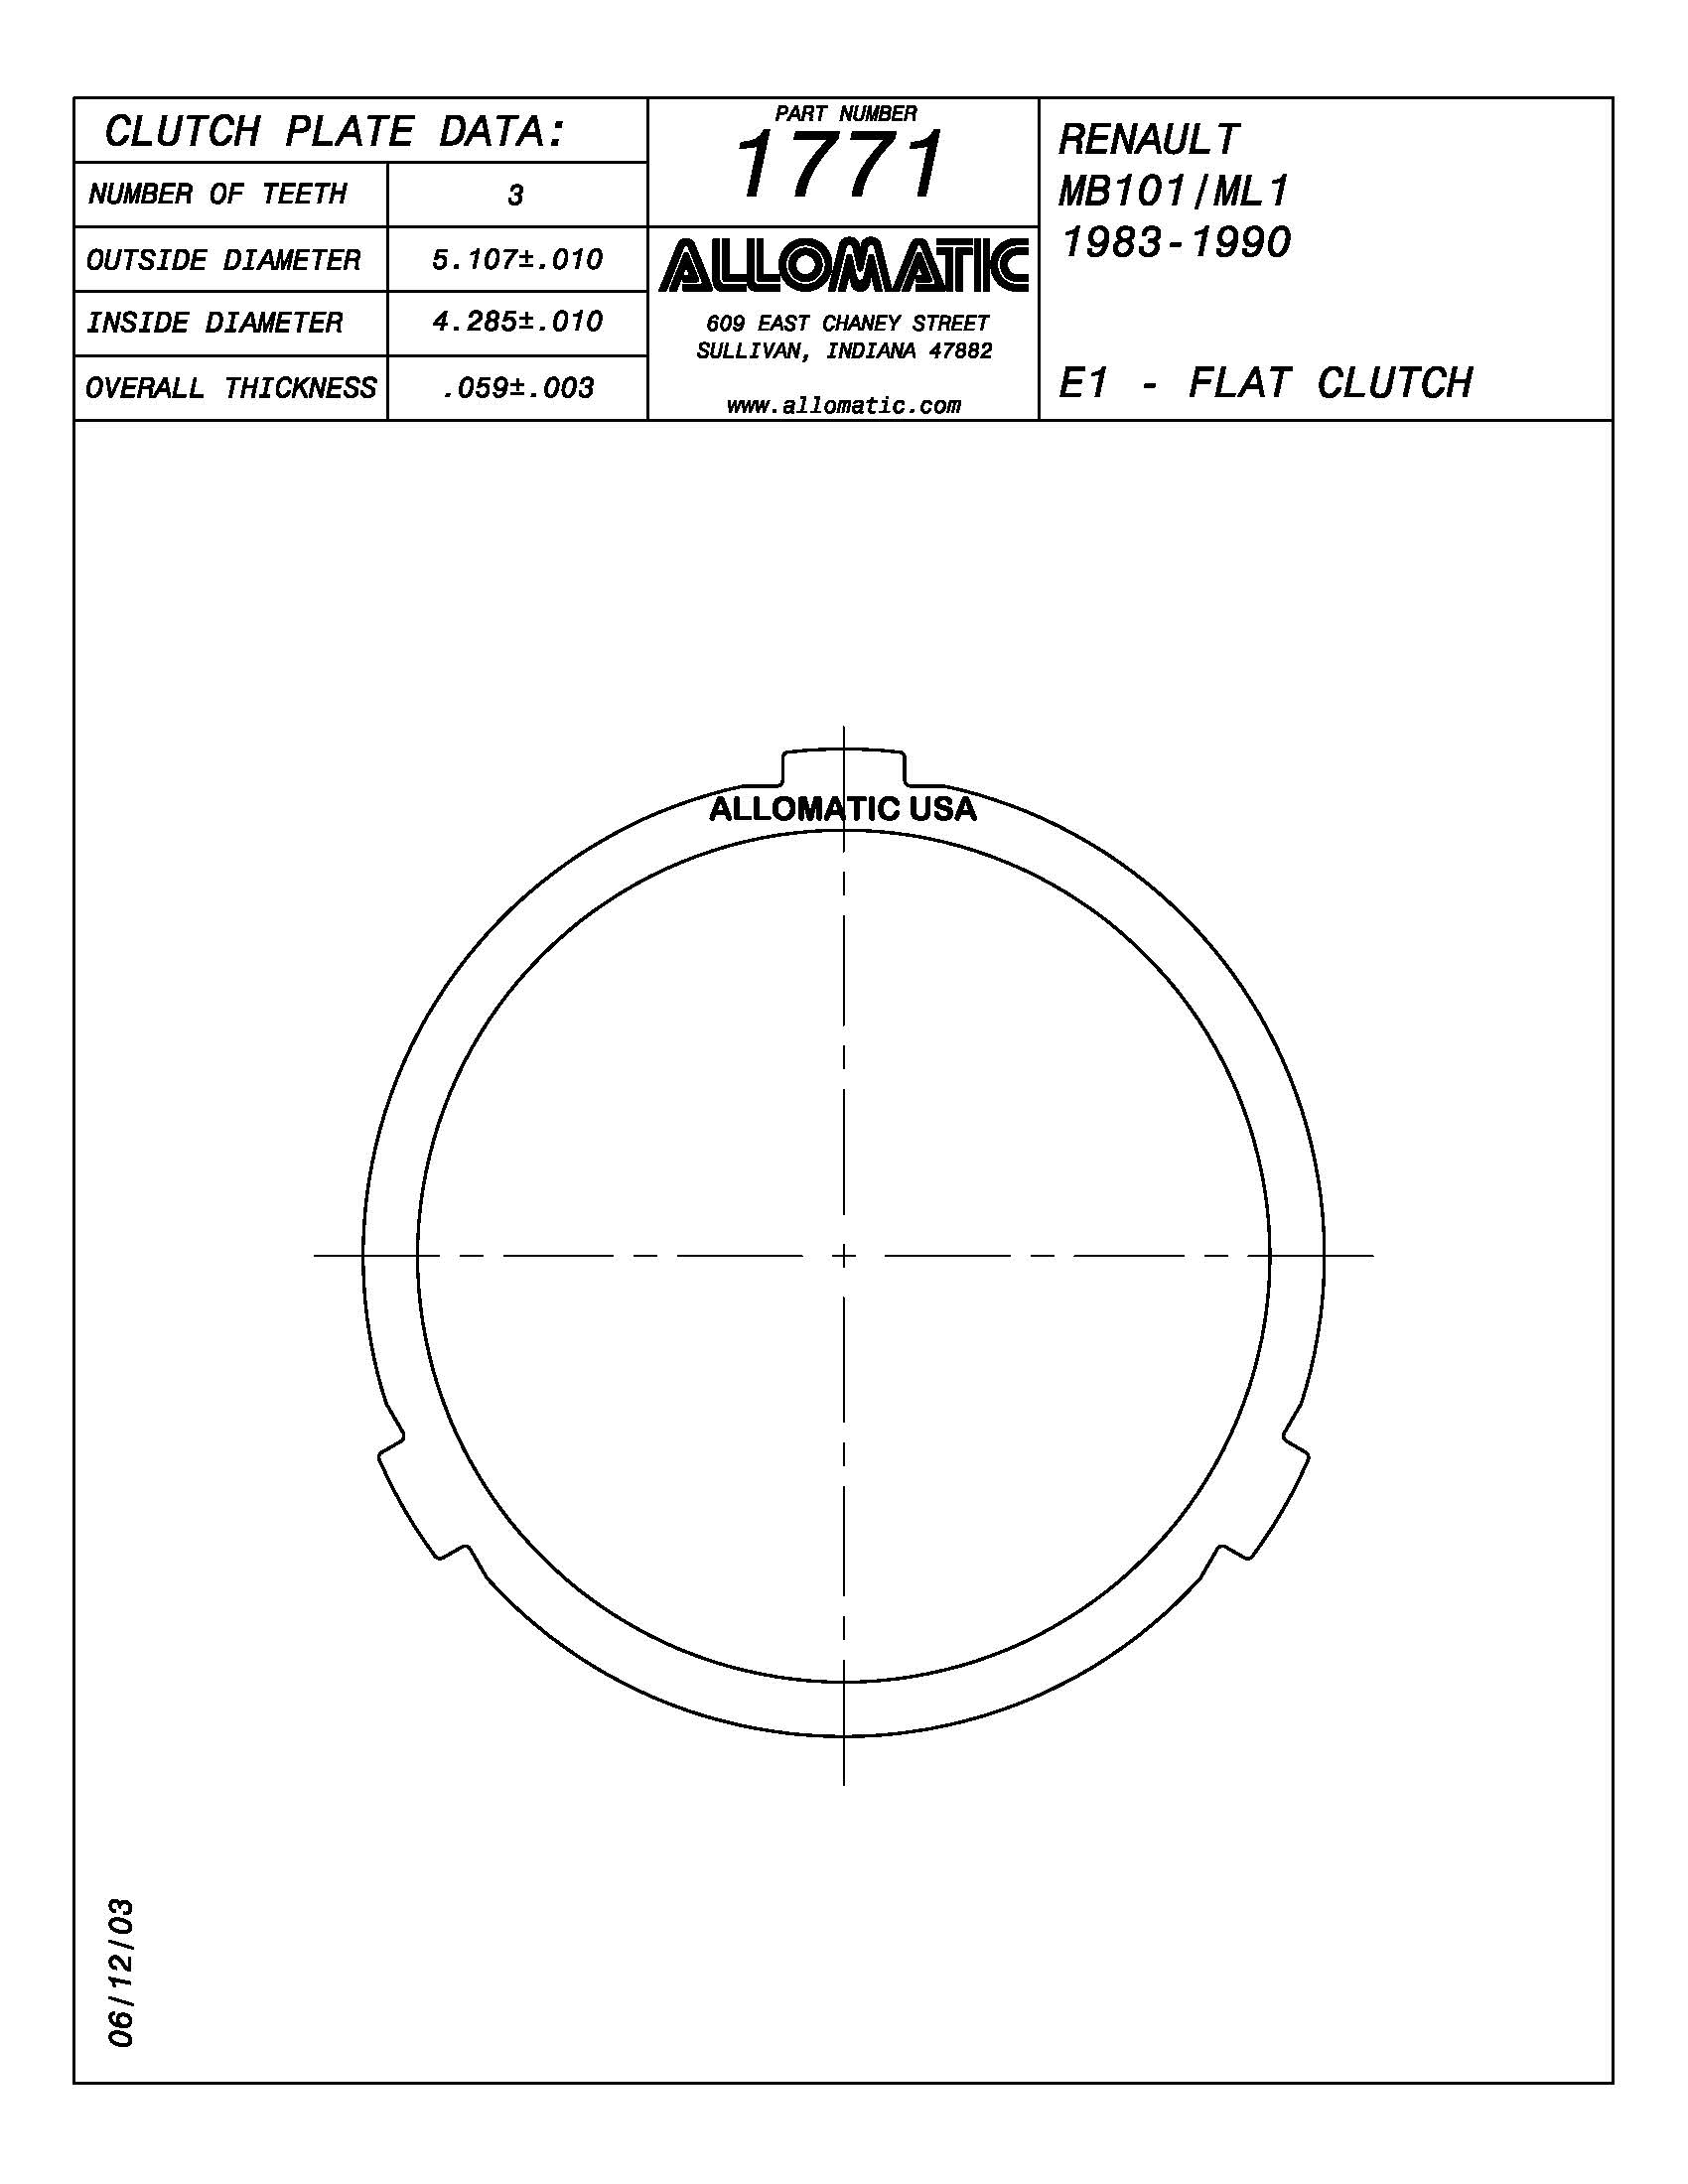 CLUTCH PLATE DATA:
NUMBER OF TEETH 3
OUTSIDE DIAMETER 5.107±.010
INSIDE DIAMETER 4.285±.010
OVERALL THICKNESS .059±.003
PART NUMBER
1771
ALLOMATIC
609 EAST CHANEY STREET
SULLIVAN, INDIANA 47882
www.allomatic.com
RENAULT
MB101/ML1
1983-1990
E1 - FLAT CLUTCH
ALLOMATIC USA
06/12/03